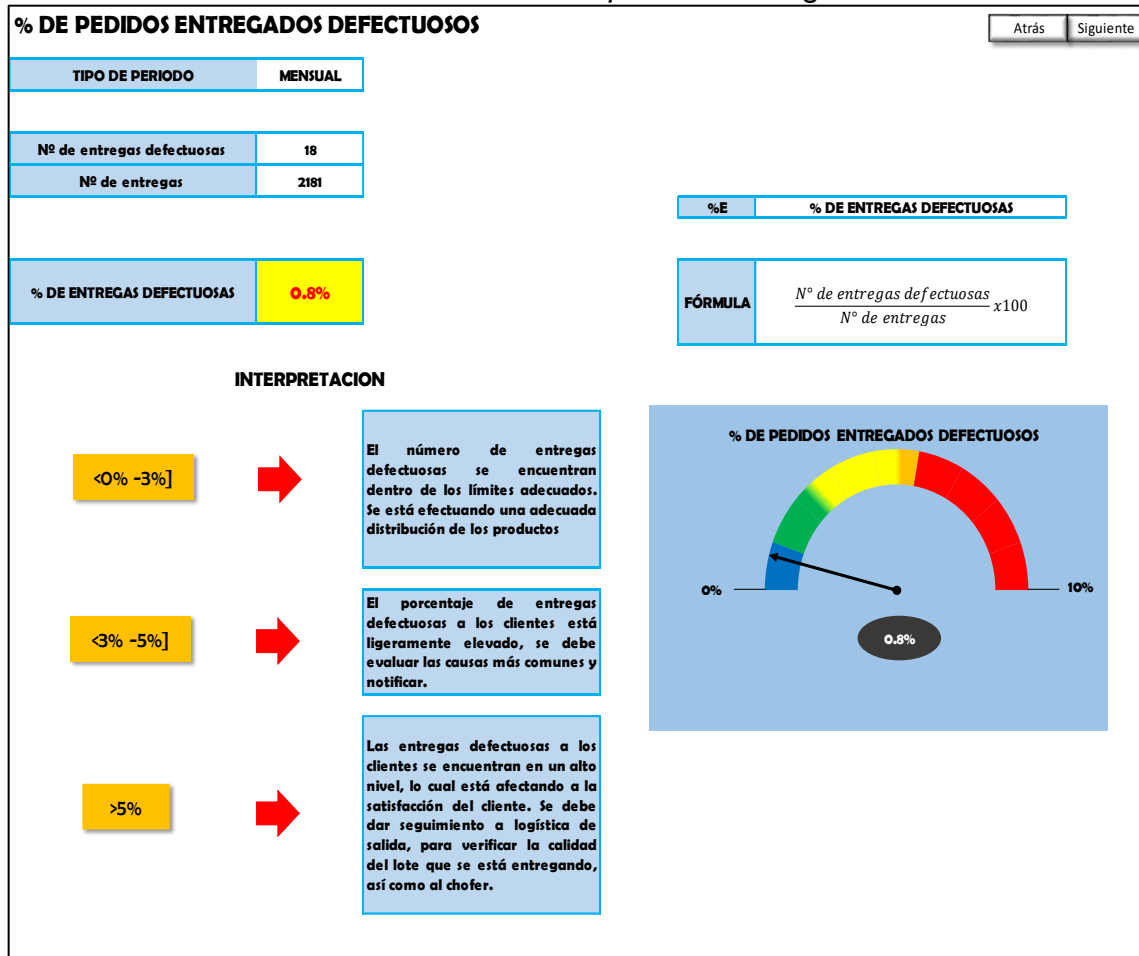 % DE PEDIDOS ENTREGADOS DEFECTUOSOS
Atrás
Siguiente
TIPO DE PERIODO MENSUAL
Nº de entregas defectuosas 18
Nº de entregas 2181
%E % DE ENTREGAS DEFECTUOSAS
% DE ENTREGAS DEFECTUOSAS 0.8%
FÓRMULA
N° de entregas defectuosas
N° de entregas
x100
INTERPRETACION
<0% -3%]
El número de entregas
defectuosas se encuentran
dentro de los límites adecuados.
Se está efectuando una adecuada
distribución de los productos
<3% -5%]
El porcentaje de entregas
defectuosas a los clientes está
ligeramente elevado, se debe
evaluar las causas más comunes y
notificar.
>5%
Las entregas defectuosas a los
clientes se encuentran en un alto
nivel, lo cual está afectando a la
satisfacción del cliente. Se debe
dar seguimiento a logística de
salida, para verificar la calidad
del lote que se está entregando,
así como al chofer.
% DE PEDIDOS ENTREGADOS DEFECTUOSOS
0%
10%
0.8%